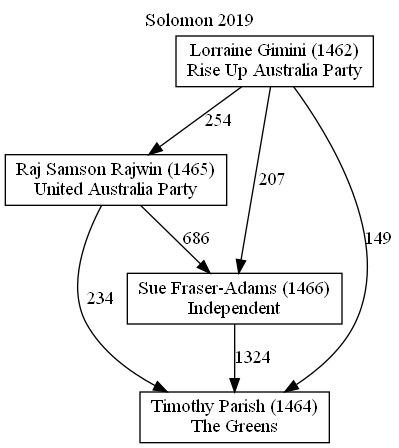 Solomon 2019
Lorraine Gimini (1462)
Rise Up Australia Party
254
207
149
Raj Samson Rajwin (1465)
United Australia Party
686
234
Sue Fraser-Adams (1466)
Independent
1324
Timothy Parish (1464)
The Greens